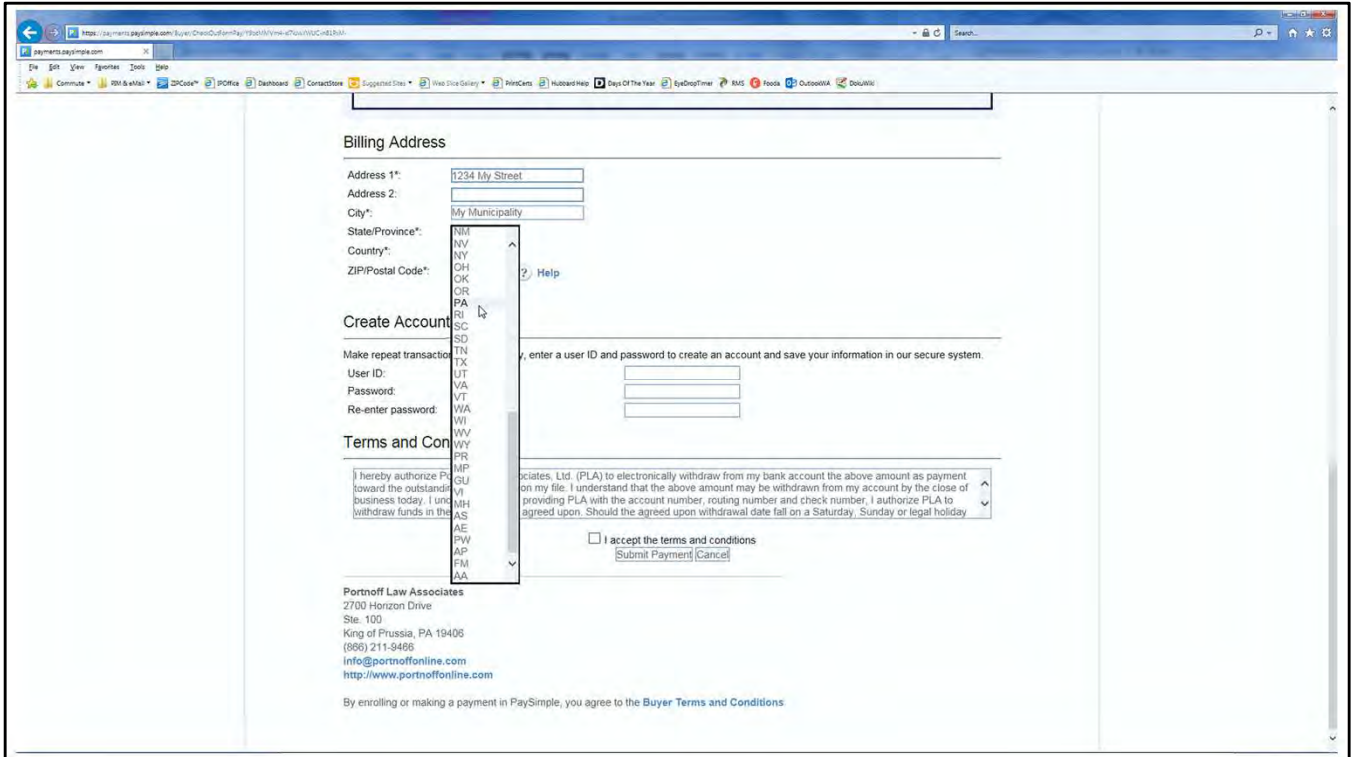 payments.paysimple.com
Search...
File Edit View Favorites Tools Help
Commute RIM & eMail ZIPCode™ IPOffice Dashboard ContactStore Suggested Sites Web Slice Gallery PrintCerts Hubbard Help Days Of The Year EyeDropTimer RMS Fooda OutlookWA DokuWiki
Billing Address
Address 1*: 1234 My Street
Address 2:
City*: My Municipality
State/Province*:
Country*:
ZIP/Postal Code*: ? Help
NM
NV
NY
OH
OK
OR
PA
RI
SC
SD
TN
TX
UT
VA
VT
WA
WI
WV
WY
PR
MP
GU
VI
MH
AS
AE
PW
AP
FM
AA
Create Account
Make repeat , enter a user ID and password to create an account and save your information in our secure system.
User ID:
Password:
Re-enter password:
Terms and Con
I hereby authorize ociates, Ltd. (PLA) to electronically withdraw from my bank account the above amount as payment
toward the on my file. I understand that the above amount may be withdrawn from my account by the close of
business today. I providing PLA with the account number, routing number and check number, I authorize PLA to
withdraw funds in the agreed upon. Should the agreed upon withdrawal date fall on a Saturday, Sunday or legal holiday
I accept the terms and conditions
Submit Payment Cancel
Portnoff Law Associates
2700 Horizon Drive
Ste. 100
King of Prussia, PA 19406
(866) 211-9466
info@portnoffonline.com
http://www.portnoffonline.com
By enrolling or making a payment in PaySimple, you agree to the Buyer Terms and Conditions